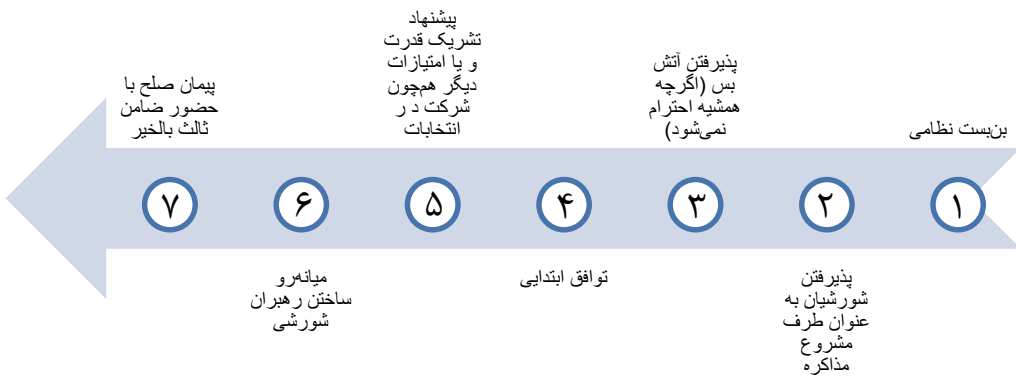 بن‌بست نظامی
۱
پذیرفتن
شورشیان به
عنوان طرف
مشروع
مذاکره
۲
پذیرفتن آتش
بس (اگرچه
همشیه احترام
نمی‌شود)
۳
توافق ابتدایی
۴
پیشنهاد
تشریک قدرت
و یا امتیازات
دیگر هم‌چون
شرکت د ر
انتخابات
۵
میانه‌رو
ساختن رهبران
شورشی
۶
پیمان صلح با
حضور ضامن
ثالث بالخیر
۷